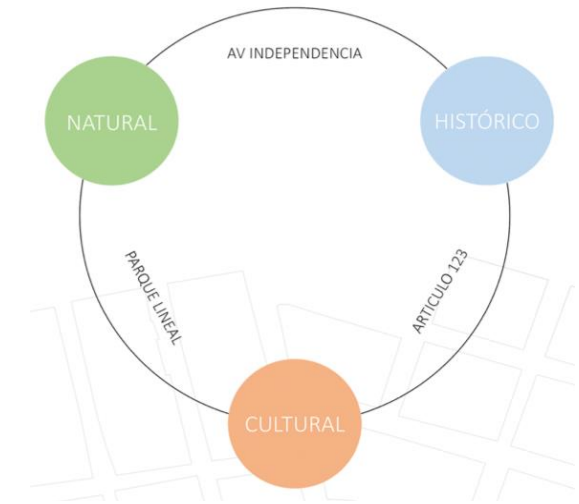 AV INDEPENDENCIA
NATURAL
HISTÓRICO
PARQUE LINEAL
ARTICULO 123
CULTURAL